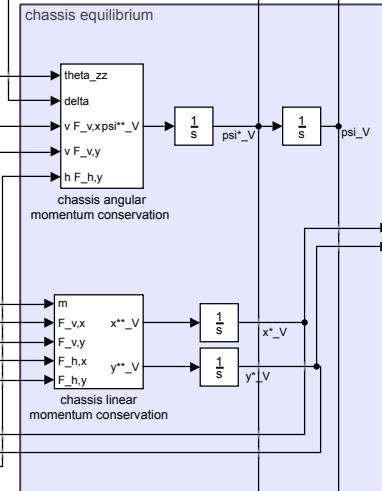 chassis equilibrium
theta_zz
delta
v F_v,x psi**_V
v F_v,y
h F_h,y
1
s
psi*_V
1
s
psi_V
chassis angular
momentum conservation
m
F_v,x
x**_V
F_v,y
F_h,x
y**_V
F_h,y
1
s
x*_V
1
s
y*_V
chassis linear
momentum conservation